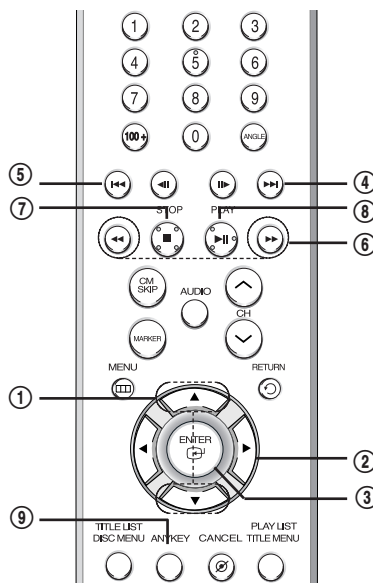 1 2 3
4 5 6
7 8 9
100+ 0 ANGLE
⑤ ④
⑦ STOP PLAY ⑧
⑥
CM SKIP AUDIO
CH
MARKER
MENU RETURN
①
ENTER
②
③
⑨
TITLE LIST PLAY LIST
DISC MENU ANYKEY CANCEL TITLE MENU